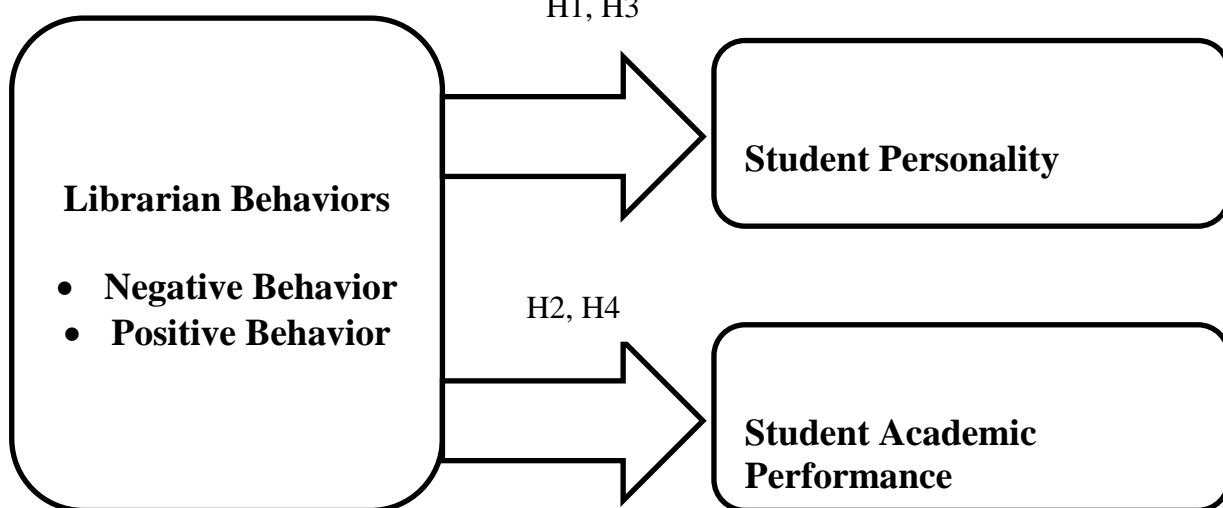 H1, H3
Student Personality
Librarian Behaviors
• Negative Behavior
• Positive Behavior
H2, H4
Student Academic
Performance